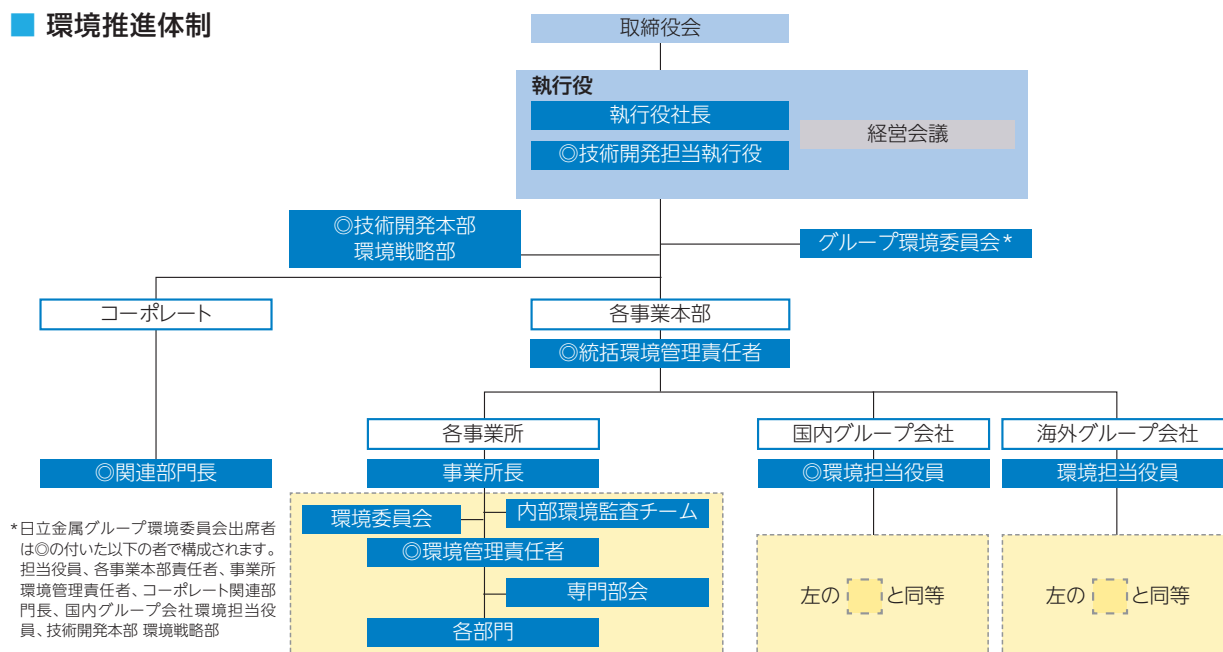 環境推進体制
取締役会
執行役
執行役社長
経営会議
◎技術開発担当執行役
◎技術開発本部
環境戦略部
グループ環境委員会*
コーポレート
各事業本部
◎統括環境管理責任者
各事業所
国内グループ会社
海外グループ会社
◎関連部門長
事業所長
◎環境担当役員
環境担当役員
環境委員会
内部環境監査チーム
◎環境管理責任者
専門部会
各部門
左の と同等
左の と同等
*日立金属グループ環境委員会出席者
は◎の付いた以下の者で構成されます。
担当役員、各事業本部責任者、事業所
環境管理責任者、コーポレート関連部
門長、国内グループ会社環境担当役
員、技術開発本部 環境戦略部